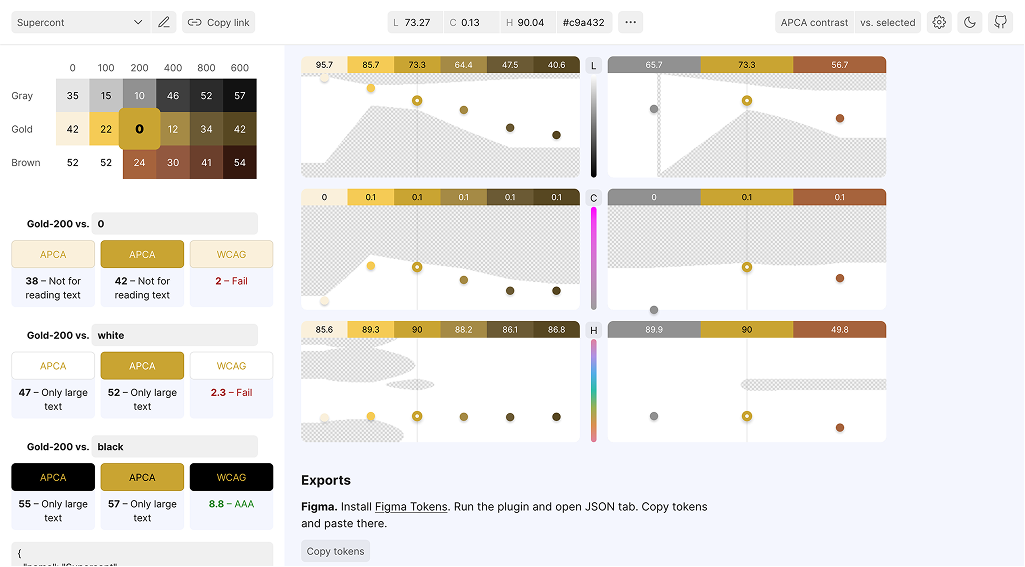 Supercont
Copy link
L 73.27 C 0.13 H 90.04 #c9a432
APCA contrast vs. selected
0 100 200 400 800 600
Gray 35 15 10 46 52 57
Gold 42 22 0 12 34 42
Brown 52 52 24 30 41 54
Gold-200 vs. 0
APCA APCA WCAG
38 – Not for reading text
42 – Not for reading text
2 – Fail
Gold-200 vs. white
APCA APCA WCAG
47 – Only large text
52 – Only large text
2.3 – Fail
Gold-200 vs. black
APCA APCA WCAG
55 – Only large text
57 – Only large text
8.8 – AAA
{
95.7 85.7 73.3 64.4 47.5 40.6 L 65.7 73.3 56.7
0 0.1 0.1 0.1 0.1 0.1 C 0 0.1 0.1
85.6 89.3 90 88.2 86.1 86.8 H 89.9 90 49.8
Exports
Figma. Install Figma Tokens. Run the plugin and open JSON tab. Copy tokens
and paste there.
Copy tokens